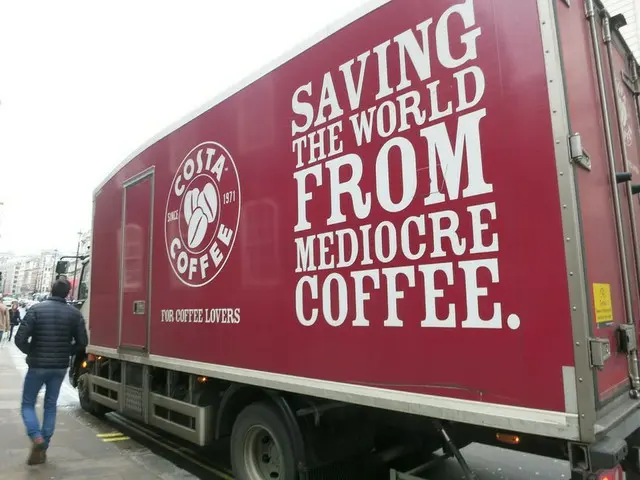 COSTA
SINCE 1971
COFFEE
FOR COFFEE LOVERS
SAVING
THE WORLD
FROM
MEDIOCRE
COFFEE.